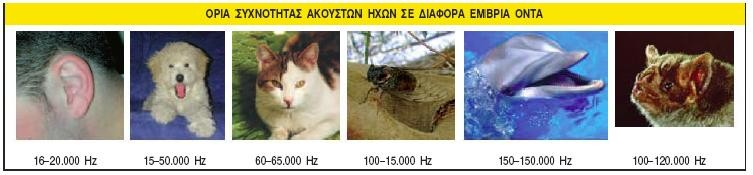 ΟΡΙΑ ΣΥΧΝΟΤΗΤΑΣ ΑΚΟΥΣΤΩΝ ΗΧΩΝ ΣΕ ΔΙΑΦΟΡΑ ΕΜΒΡΙΑ ΟΝΤΑ
16–20.000 Hz 15–50.000 Hz 60–65.000 Hz 100–15.000 Hz 150–150.000 Hz 100–120.000 Hz